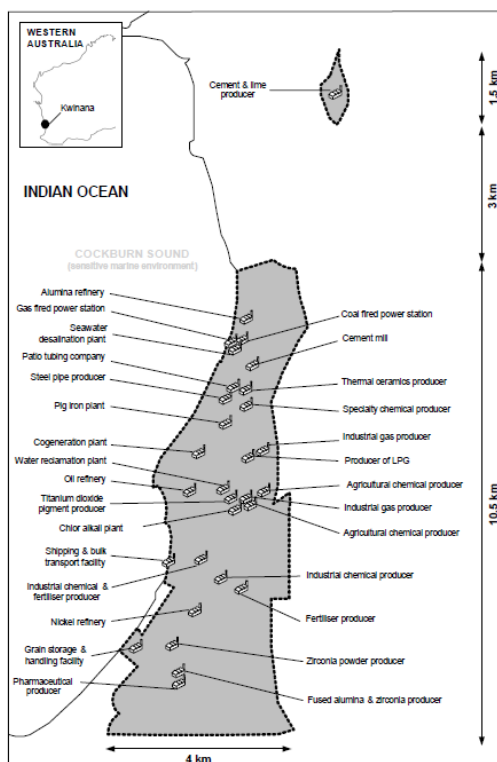 WESTERN
AUSTRALIA
Kwinana
Cement & lime
producer
1.5 km
3 km
INDIAN OCEAN
COCKBURN SOUND
(sensitive marine environment)
Alumina refinery
Gas fired power station
Coal fired power station
Seawater
desalination plant
Cement mill
Patio tubing company
Steel pipe producer
Thermal ceramics producer
Pig iron plant
Specialty chemical producer
Cogeneration plant
Industrial gas producer
Water reclamation plant
Producer of LPG
Oil refinery
Agricultural chemical producer
Titanium dioxide
pigment producer
Industrial gas producer
Chlor alkali plant
Agricultural chemical producer
10.5 km
Shipping & bulk
transport facility
Industrial chemical &
fertiliser producer
Industrial chemical producer
Nickel refinery
Fertiliser producer
Grain storage &
handling facility
Zirconia powder producer
Pharmaceutical
producer
Fused alumina & zirconia producer
4 km